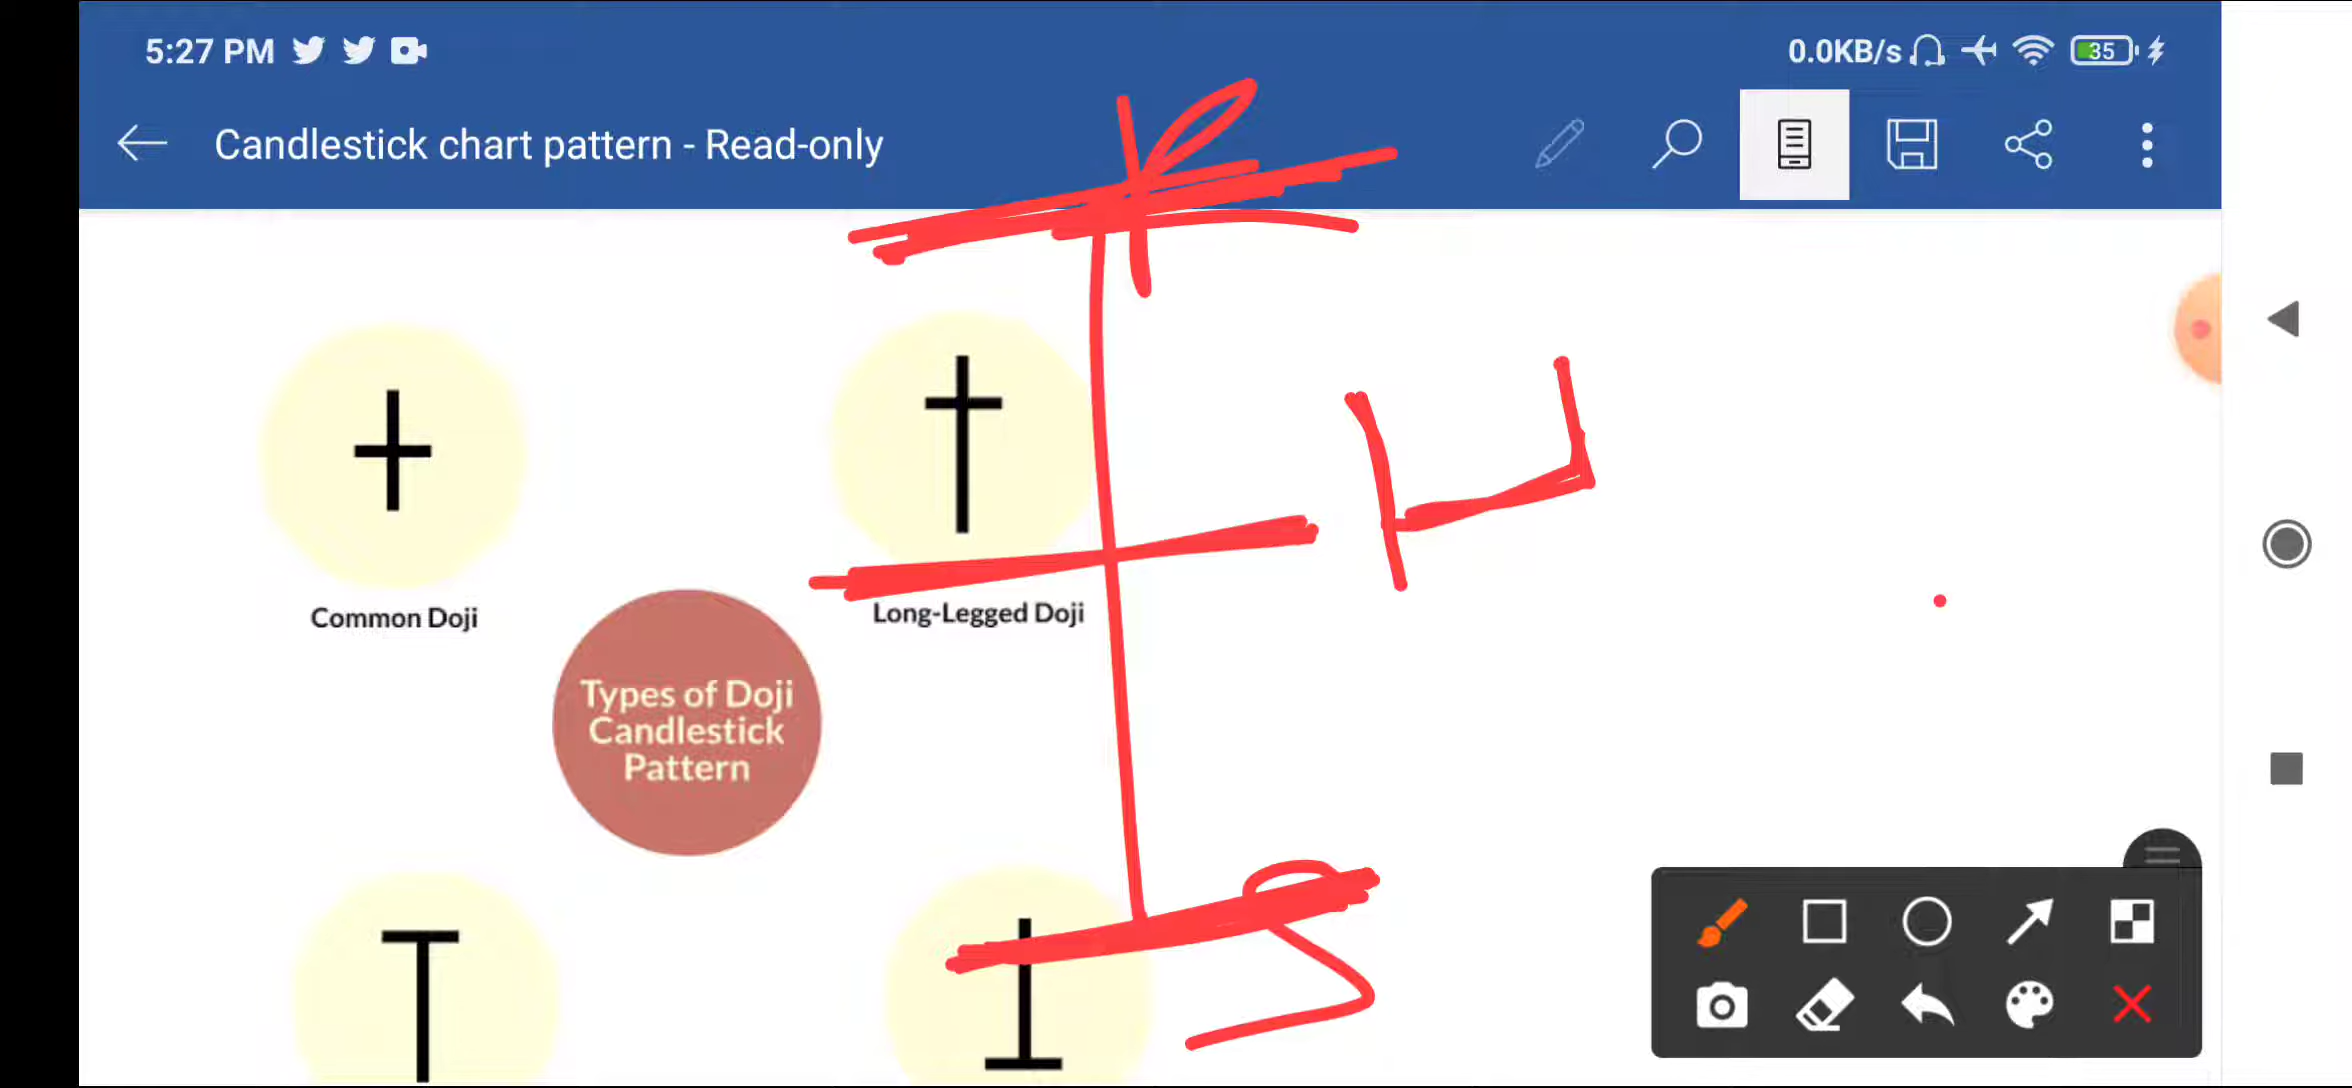 5:27 PM
0.0KB/s
35
Candlestick chart pattern - Read-only
Common Doji
Long-Legged Doji
Types of Doji
Candlestick
Pattern